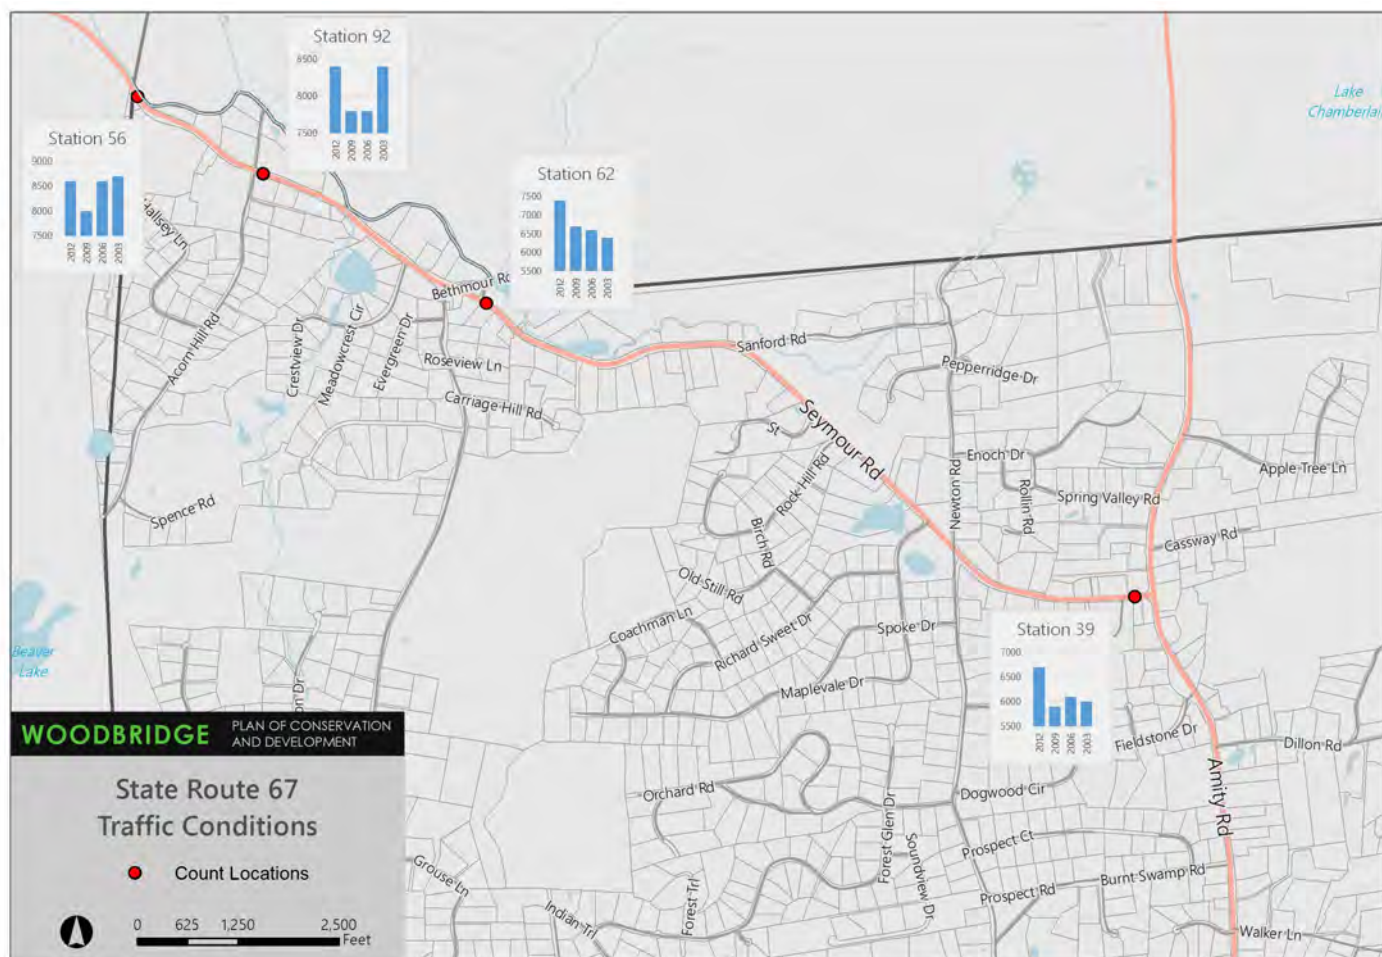 Station 92
8500
8000
7500
2012
2009
2006
2003
Lake
Chamberlai
Station 56
9000
8500
8000
7500
2012
2009
2006
2003
Station 62
7500
7000
6500
6000
5500
2012
2009
2006
2003
Hallsey Ln
Bethmour Rd
Acorn Hill Rd
Crestview Dr
Meadowcrest Cir
Evergreen Dr
Roseview Ln
Carriage Hill Rd
Sanford Rd
Pepperridge Dr
St
Seymour Rd
Rock Hill Rd
Newton Rd
Enoch Dr
Rollin Rd
Spring Valley Rd
Apple Tree Ln
Spence Rd
Birch Rd
Cassway Rd
Old Still Rd
Coachman Ln
Richard Sweet Dr
Spoke Dr
Maplevale Dr
Beaver
Lake
on Dr
Station 39
7000
6500
6000
5500
2012
2009
2006
2003
Fieldstone Dr
Dillon Rd
Amity Rd
WOODBRIDGE
PLAN OF CONSERVATION
AND DEVELOPMENT
State Route 67
Traffic Conditions
Count Locations
0 625 1,250 2,500
Feet
Orchard Rd
Dogwood Cir
Forest Glen Dr
Soundview Dr
Prospect Ct
Prospect Rd
Burnt Swamp Rd
Grouse Ln
Indian Trl
Forest Trl
Walker Ln